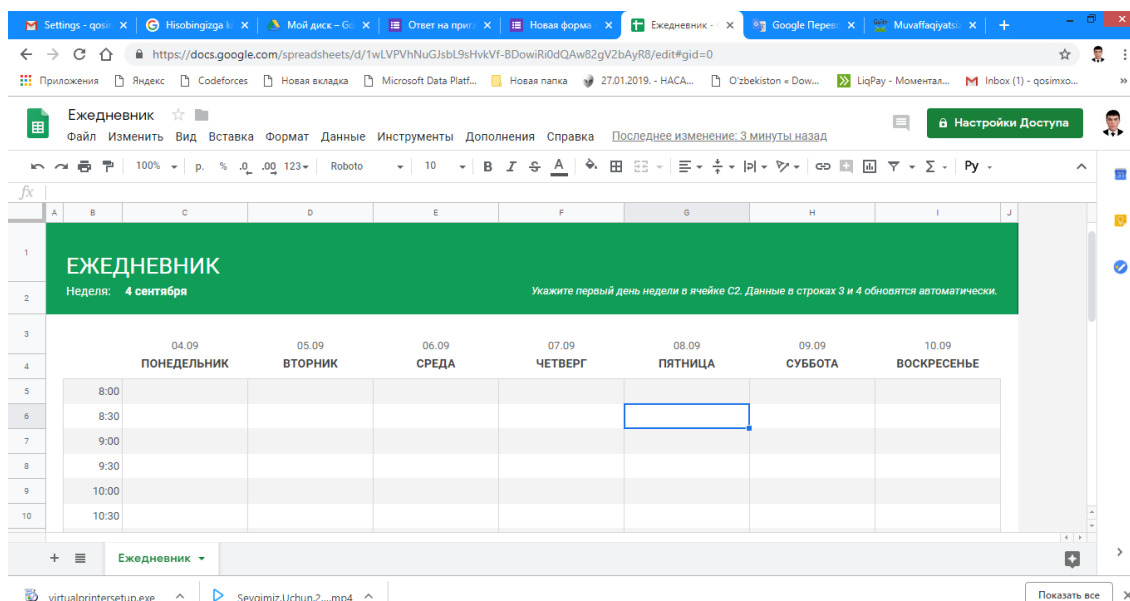 Settings - qosin
Hisobingizga k
Мой диск – Go
Ответ на приг
Новая форма -
Ежедневник -
Google Перев
Muvaffaqiyatsi
https://docs.google.com/spreadsheets/d/1wLVPVhNuGJsbL9sHvkVf-BDowiRi0dQAw82gV2bAyR8/edit#gid=0
Приложения Яндекс Codeforces Новая вкладка Microsoft Data Platf... Новая папка 27.01.2019. - НАСА... O'zbekiston « Dow... LiqPay - Моментал... Inbox (1) - qosimxo... »
Ежедневник
Файл Изменить Вид Вставка Формат Данные Инструменты Дополнения Справка Последнее изменение: 3 минуты назад
Настройки Доступа
100% р. % .0 .00 123 Roboto 10 B I S A Σ Ру
fx
A B C D E F G H I J
1 ЕЖЕДНЕВНИК
2 Неделя: 4 сентября Укажите первый день недели в ячейке C2. Данные в строках 3 и 4 обновятся автоматически.
3 04.09 05.09 06.09 07.09 08.09 09.09 10.09
4 ПОНЕДЕЛЬНИК ВТОРНИК СРЕДА ЧЕТВЕРГ ПЯТНИЦА СУББОТА ВОСКРЕСЕНЬЕ
5 8:00
6 8:30
7 9:00
8 9:30
9 10:00
10 10:30
Ежедневник
virtualprintersetup.exe Sevgimiz.Uchun.2....mp4 Показать все